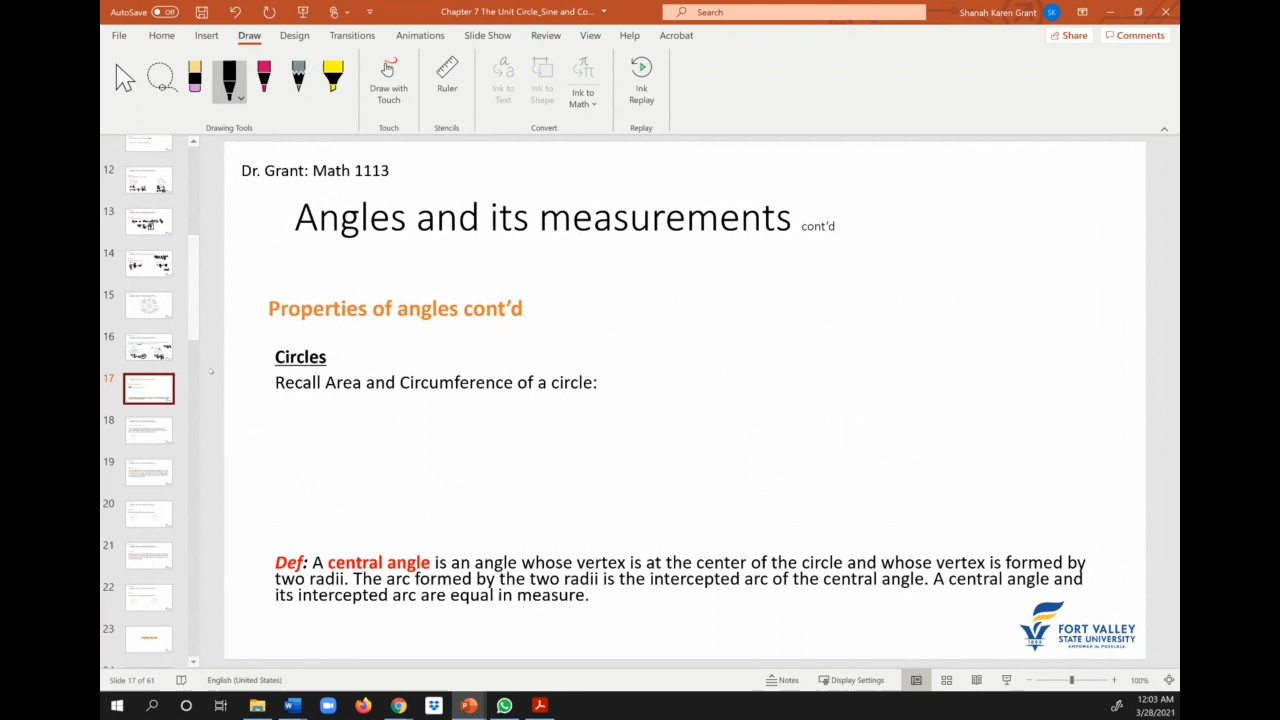 AutoSave Off
Chapter 7 The Unit Circle_Sine and Co...
Search
Shanah Karen Grant
SK
File Home Insert Draw Design Transitions Animations Slide Show Review View Help Acrobat
Share Comments
Draw with Touch
Ruler
Ink to Text
Ink to Shape
Ink to Math
Ink Replay
Drawing Tools
Touch
Stencils
Convert
Replay
12
13
14
15
16
17
18
19
20
21
22
23
Dr. Grant: Math 1113
Angles and its measurements cont'd
Properties of angles cont'd
Circles
Recall Area and Circumference of a circle:
Def: A central angle is an angle whose vertex is at the center of the circle and whose vertex is formed by
two radii. The arc formed by the two radii is the intercepted arc of the central angle. A central angle and
its intercepted arc are equal in measure.
1895
FORT VALLEY
STATE UNIVERSITY
EMPOWER the POSSIBLE.
Slide 17 of 61
English (United States)
Notes
Display Settings
100%
12:03 AM
3/28/2021